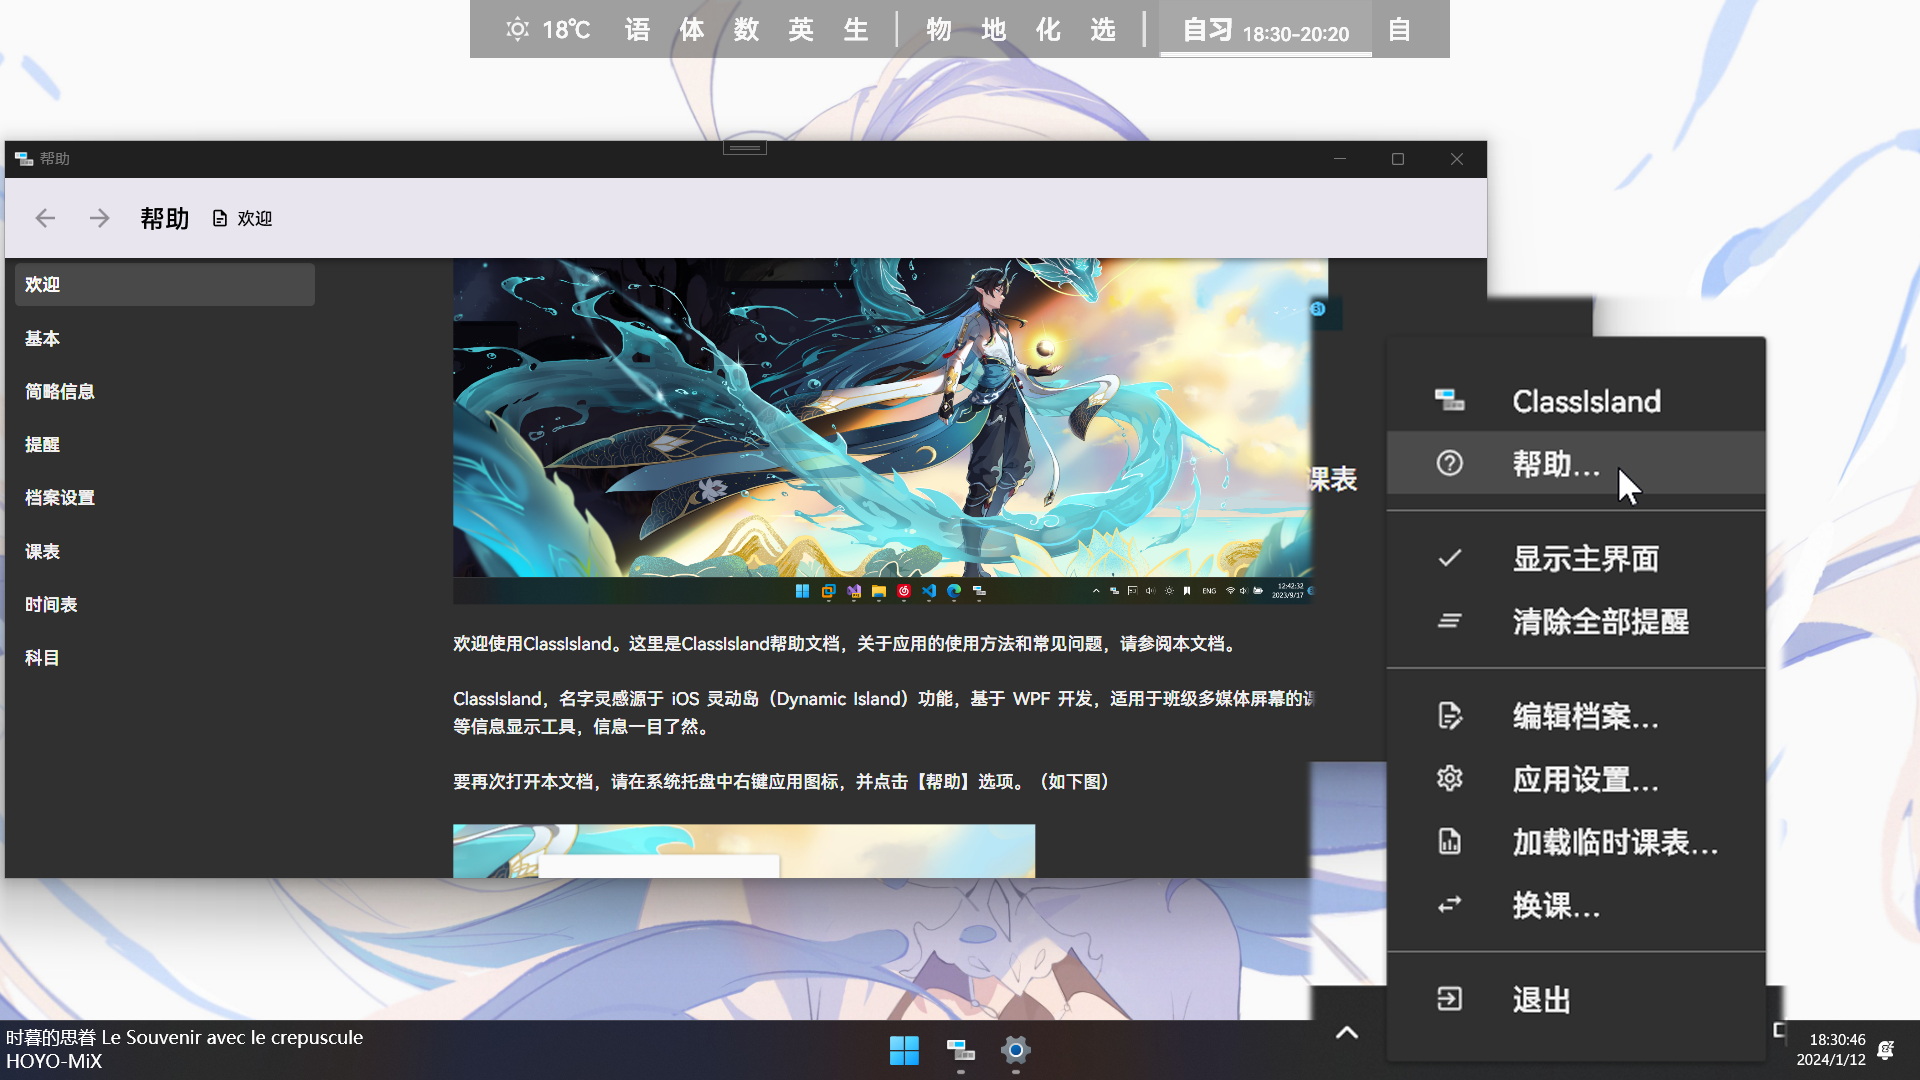 18℃ 语 体 数 英 生 物 地 化 选 自习 18:30-20:20 自
帮助
帮助 欢迎
欢迎
基本
简略信息
提醒
档案设置
课表
时间表
科目
12:42:32
ENG
2023/9/17
欢迎使用ClassIsland。这里是ClassIsland帮助文档，关于应用的使用方法和常见问题，请参阅本文档。
ClassIsland，名字灵感源于 iOS 灵动岛（Dynamic Island）功能，基于 WPF 开发，适用于班级多媒体屏幕的课
等信息显示工具，信息一目了然。
要再次打开本文档，请在系统托盘中右键应用图标，并点击【帮助】选项。（如下图）
课表
ClassIsland
帮助...
显示主界面
清除全部提醒
编辑档案...
应用设置...
加载临时课表...
换课...
退出
时暮的思眷 Le Souvenir avec le crepuscule
HOYO-MiX
18:30:46
2024/1/12